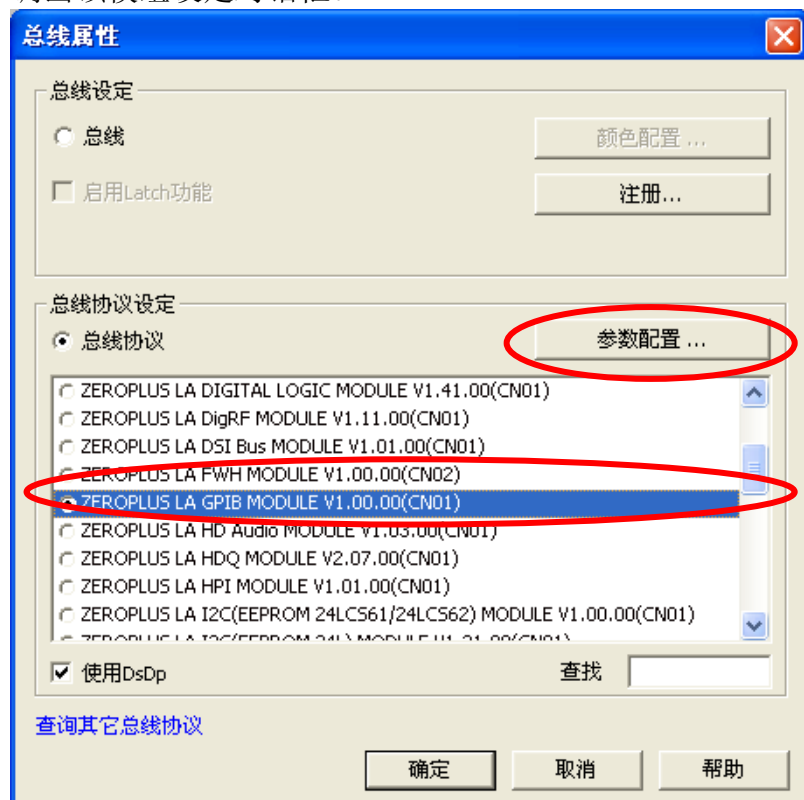 总线属性
总线设定
总线
颜色配置 ...
启用Latch功能
注册...
总线协议设定
总线协议
参数配置 ...
ZEROPLUS LA DIGITAL LOGIC MODULE V1.41.00(CN01)
ZEROPLUS LA DigRF MODULE V1.11.00(CN01)
ZEROPLUS LA DSI Bus MODULE V1.01.00(CN01)
ZEROPLUS LA FWH MODULE V1.00.00(CN02)
ZEROPLUS LA GPIB MODULE V1.00.00(CN01)
ZEROPLUS LA HD Audio MODULE V1.03.00(CN01)
ZEROPLUS LA HDQ MODULE V2.07.00(CN01)
ZEROPLUS LA HPI MODULE V1.01.00(CN01)
ZEROPLUS LA I2C(EEPROM 24LCS61/24LCS62) MODULE V1.00.00(CN01)
使用DsDp
查找
查询其它总线协议
确定
取消
帮助